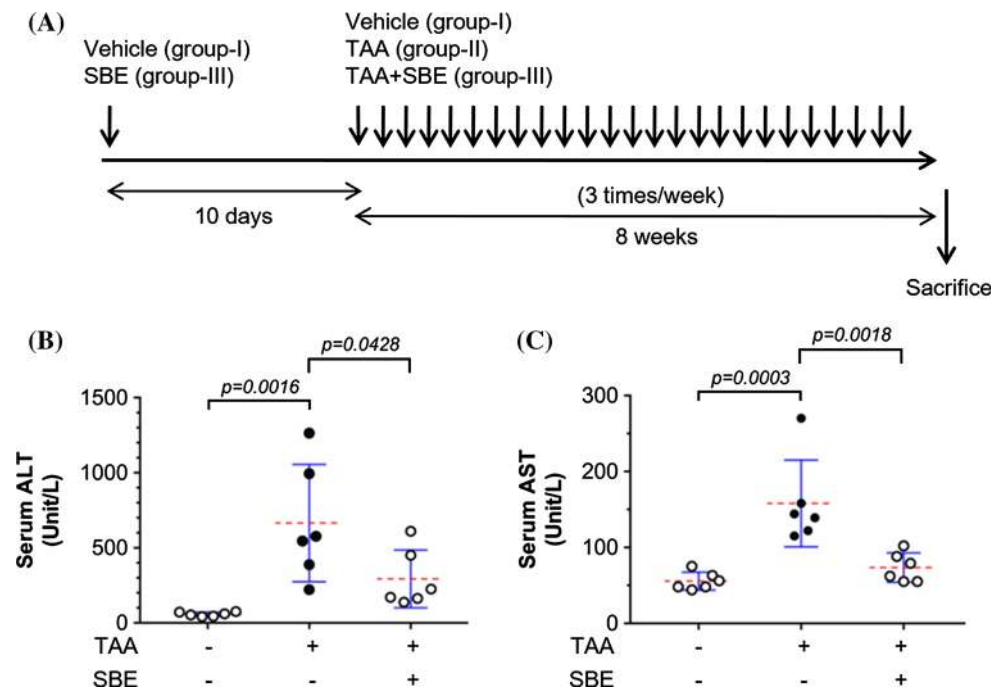 (A)
Vehicle (group-I)
SBE (group-III)
Vehicle (group-I)
TAA (group-II)
TAA+SBE (group-III)
10 days
(3 times/week)
8 weeks
Sacrifice
(B)
p=0.0428
p=0.0016
Serum ALT
(Unit/L)
1500
1000
500
0
TAA - + +
SBE - - +
(C)
p=0.0018
p=0.0003
Serum AST
(Unit/L)
300
200
100
0
TAA - + +
SBE - - +